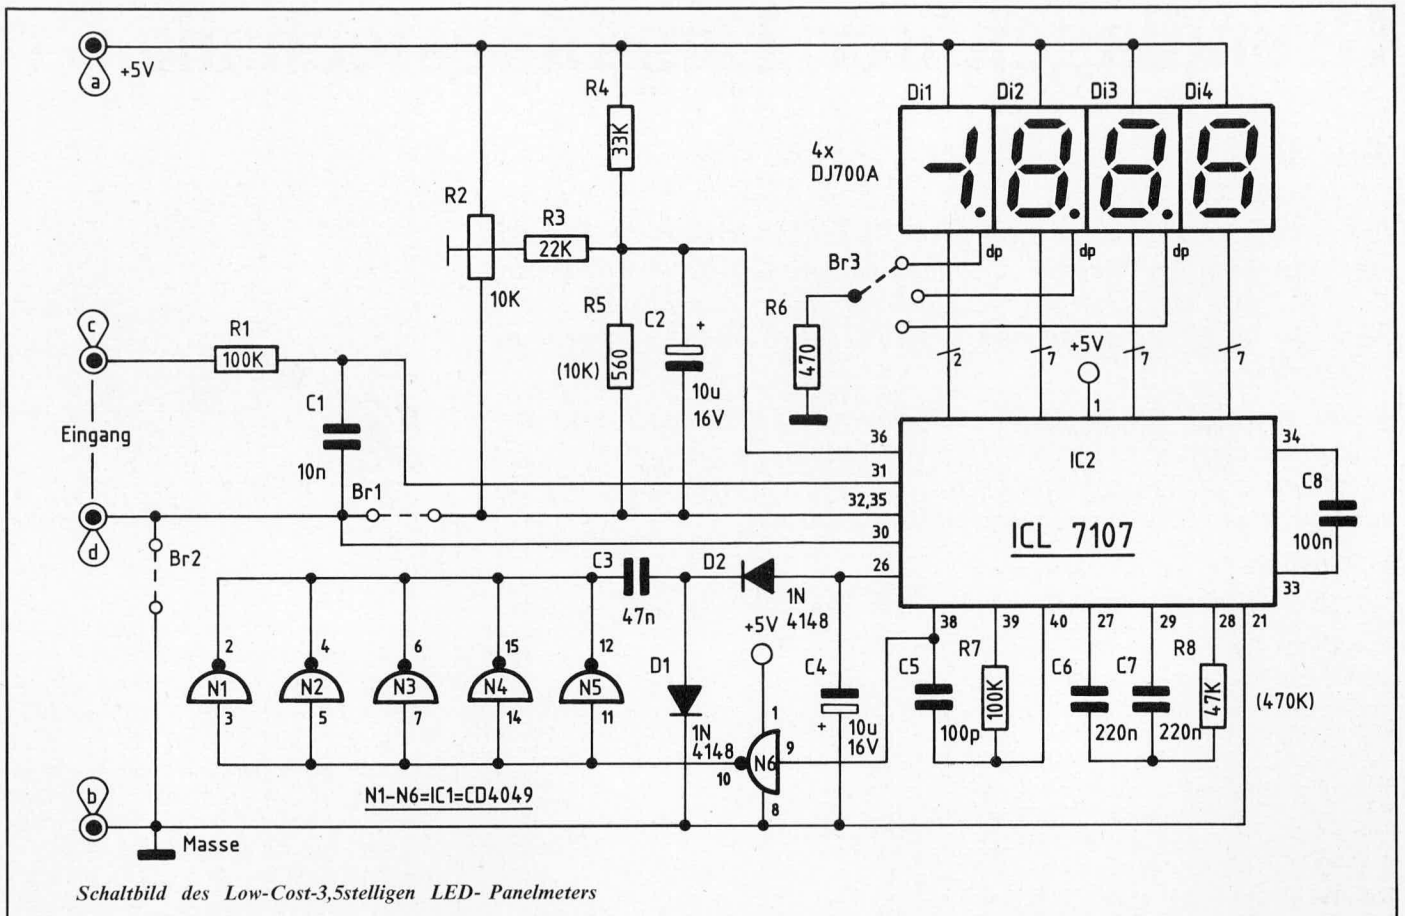 a
+5V
R4
33K
Di1
Di2
Di3
Di4
4x
DJ700A
R2
R3
22K
10K
dp
dp
dp
Br3
R6
470
R5
(10K)
560
C2
+
10u
16V
c
R1
100K
C1
10n
Eingang
d
Br1
Br2
2
7
+5V
1
7
7
36
31
32,35
30
26
IC2
ICL 7107
34
C8
100n
33
C3
47n
D2
1N
4148
+5V
38
39
40
27
29
28
21
2
4
6
15
12
N1
N2
N3
N4
N5
3
5
7
14
11
D1
1N
4148
10
1
9
N6
8
C4
+
10u
16V
C5
100p
R7
100K
C6
220n
C7
220n
R8
47K
(470K)
N1-N6=IC1=CD4049
b
Masse
Schaltbild des Low-Cost-3,5stelligen LED- Panelmeters